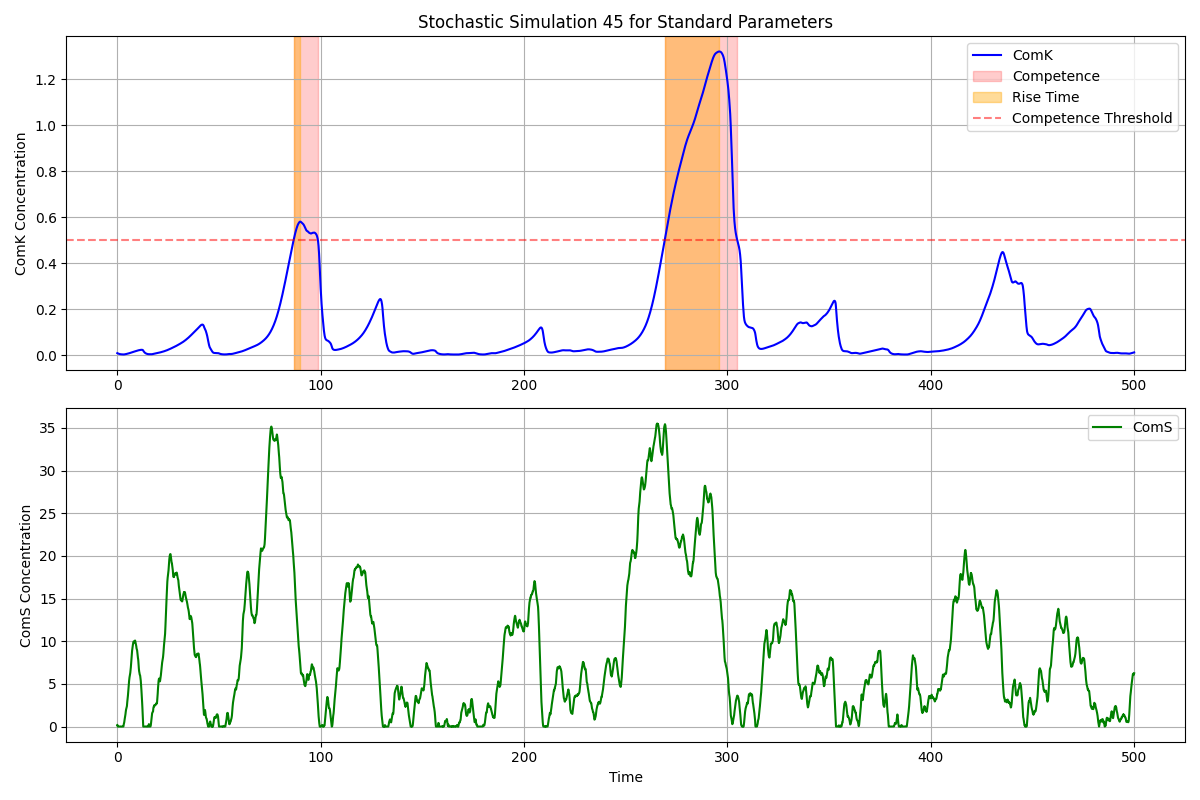 Stochastic Simulation 45 for Standard Parameters
ComK Concentration
1.2
1.0
0.8
0.6
0.4
0.2
0.0
ComK
Competence
Rise Time
Competence Threshold
0 100 200 300 400 500
ComS Concentration
35
30
25
20
15
10
5
0
ComS
0 100 200 300 400 500
Time